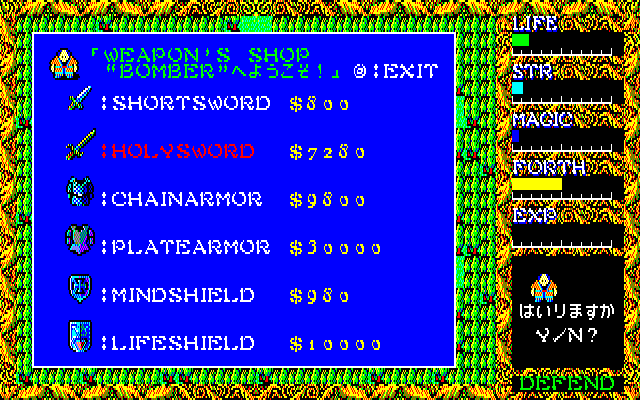 「WEAPON'S SHOP
"BOMBER"へようこそ!」 @:EXIT
:SHORTSWORD $800
:HOLYSWORD $7280
:CHAINARMOR $9800
:PLATEARMOR $30000
:MINDSHIELD $980
:LIFESHIELD $10000
LIFE
STR
MAGIC
FORTH
EXP
はいりますか
Y/N?
DEFEND